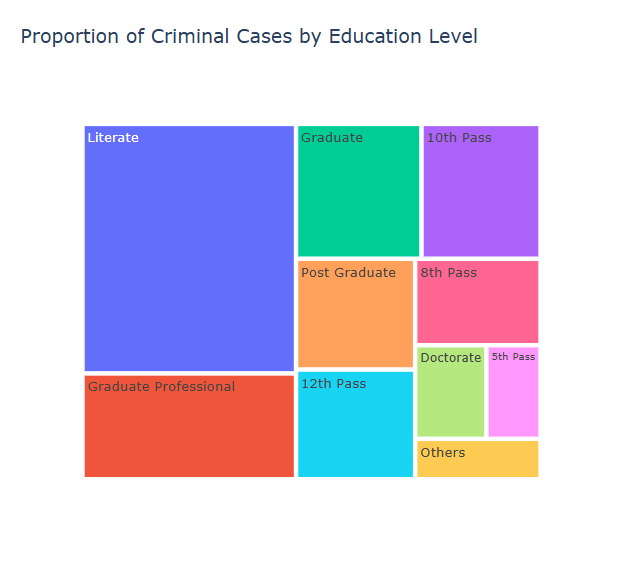 Proportion of Criminal Cases by Education Level
Literate
Graduate
10th Pass
Post Graduate
8th Pass
Doctorate
5th Pass
Graduate Professional
12th Pass
Others